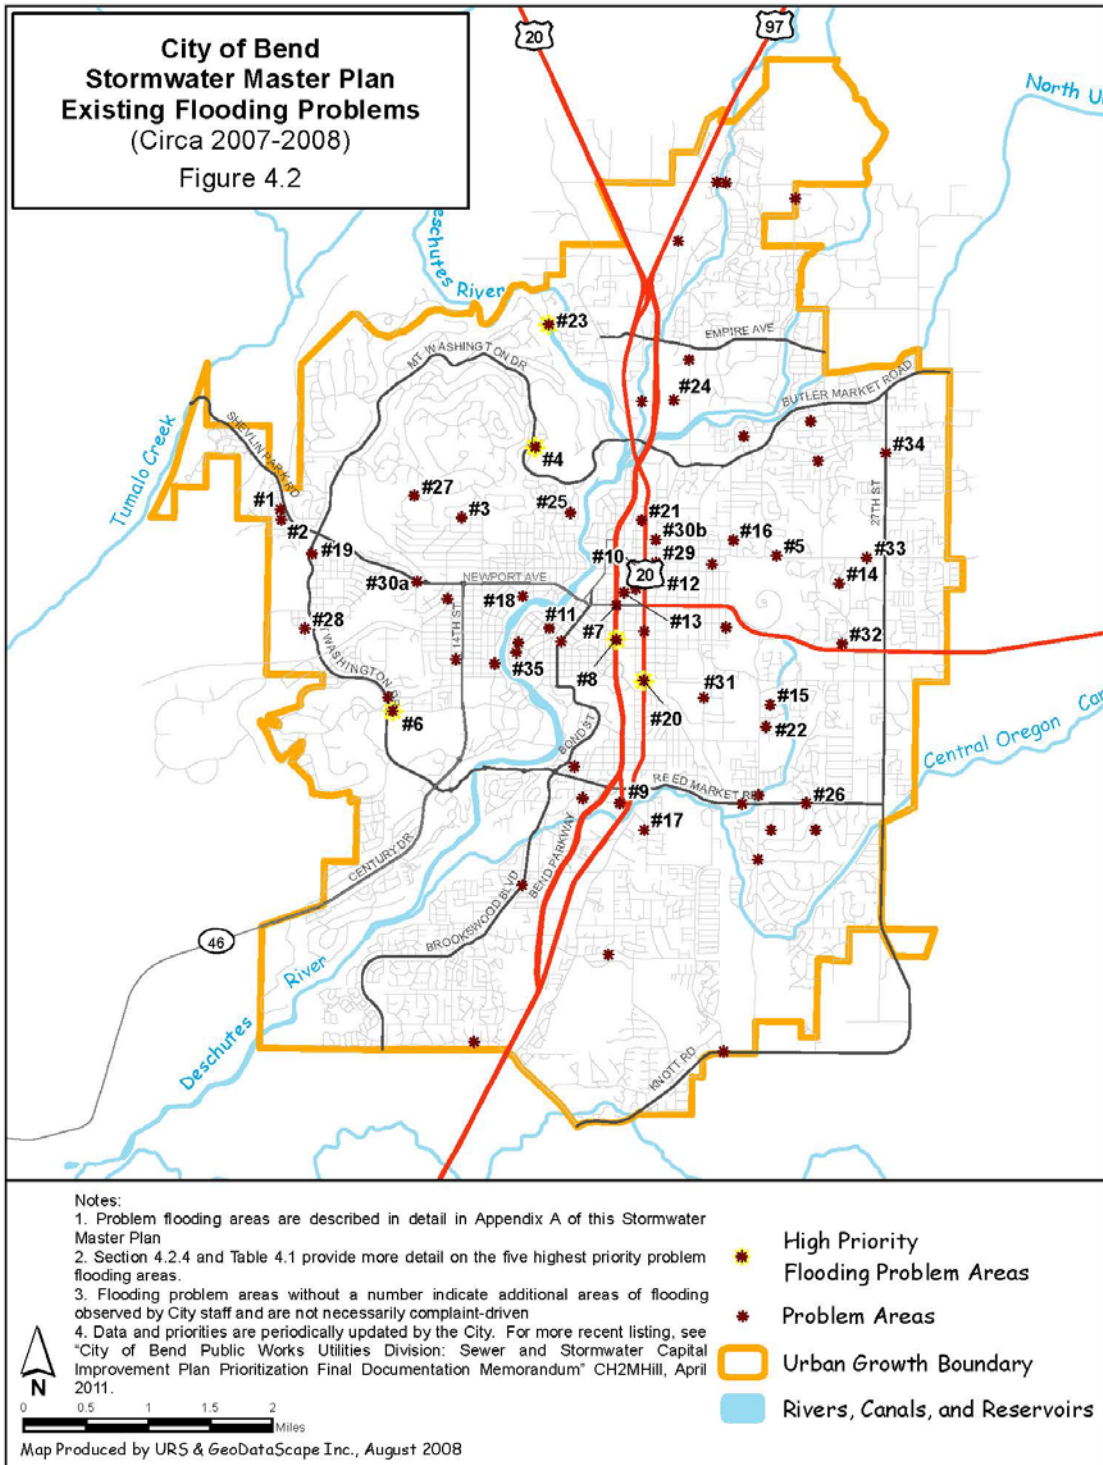 City of Bend
Stormwater Master Plan
Existing Flooding Problems
(Circa 2007-2008)
Figure 4.2
20
97
North U
eschutes
River
#23
EMPIRE AVE
MT WASHINGTON DR
#24
BUTLER MARKET ROAD
SHEVLIN PARK RD
Tumalo Creek
#4
#34
27TH ST
#27
#3
#25
#1
#2
#21
#30b
#16
#5
#33
#19
#10
#29
#30a
NEWPORT AVE
20
#12
#14
#18
14TH ST
#11
#7
#13
#28
WASHINGTON DR
#35
#8
#32
#31
#15
#20
#22
#6
BOND ST
Central Oregon Ca
REED MARKET RD
#9
#26
#17
CENTURY DR
BEND PARKWAY
BROOKSWOOD BLVD
46
River
Deschutes
KNOTT RD
Notes:
1. Problem flooding areas are described in detail in Appendix A of this Stormwater
Master Plan
2. Section 4.2.4 and Table 4.1 provide more detail on the five highest priority problem
flooding areas.
3. Flooding problem areas without a number indicate additional areas of flooding
observed by City staff and are not necessarily complaint-driven
4. Data and priorities are periodically updated by the City. For more recent listing, see
"City of Bend Public Works Utilities Division: Sewer and Stormwater Capital
Improvement Plan Prioritization Final Documentation Memorandum" CH2MHill, April
2011.
High Priority
Flooding Problem Areas
Problem Areas
Urban Growth Boundary
Rivers, Canals, and Reservoirs
N
0 0.5 1 1.5 2
Miles
Map Produced by URS & GeoDataScape Inc., August 2008